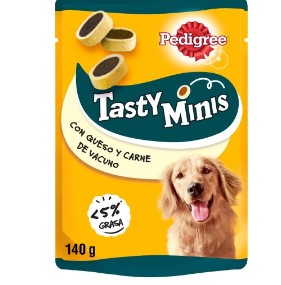 Pedigree
TASTY MINIS
CON QUESO Y CARNE
DE VACUNO
<5%
GRASA
140 g